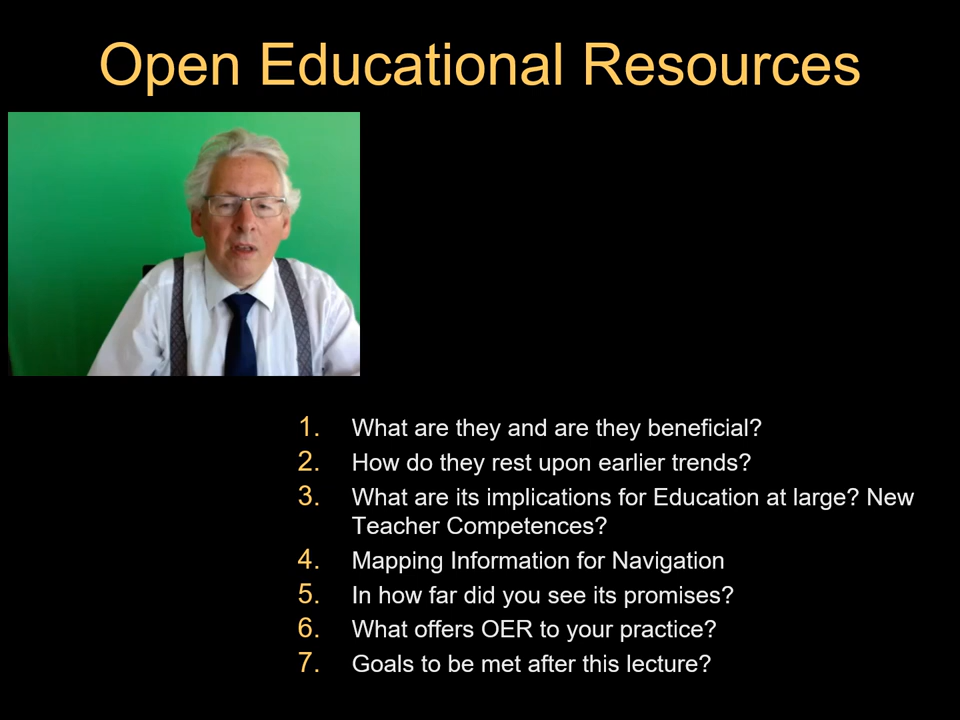 Open Educational Resources
1. What are they and are they beneficial?
2. How do they rest upon earlier trends?
3. What are its implications for Education at large? New
Teacher Competences?
4. Mapping Information for Navigation
5. In how far did you see its promises?
6. What offers OER to your practice?
7. Goals to be met after this lecture?